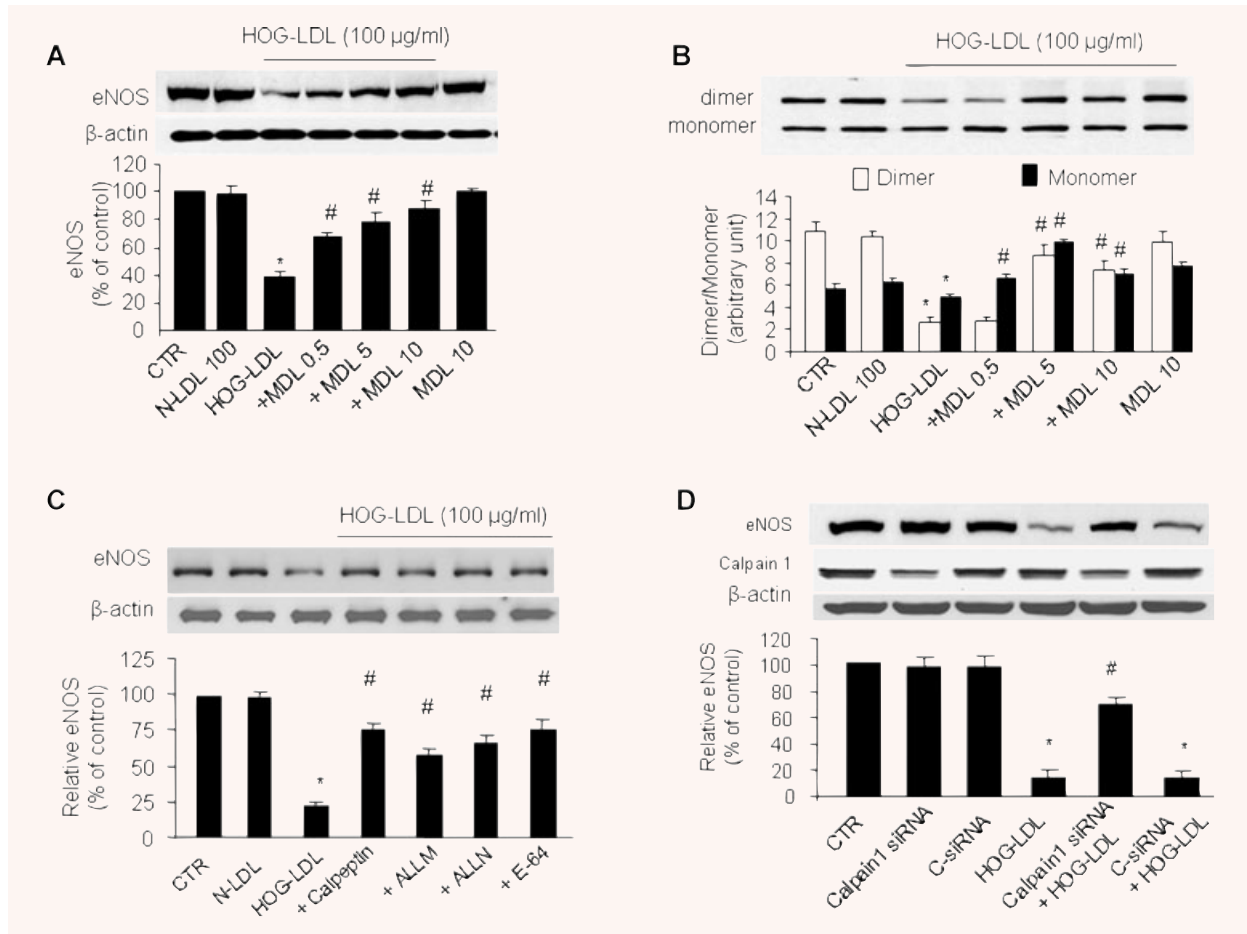 A
HOG-LDL (100 µg/ml)
eNOS
β-actin
eNOS
(% of control)
120
100
80
60
40
20
0
*
#
#
#
CTR
N-LDL 100
HOG-LDL
+MDL 0.5
+ MDL 5
+ MDL 10
MDL 10
B
HOG-LDL (100 µg/ml)
dimer
monomer
Dimer
Monomer
Dimer/Monomer
(arbitrary unit)
14
12
10
8
6
4
2
0
*
*
#
# #
# #
CTR
N-LDL 100
HOG-LDL
+MDL 0.5
+ MDL 5
+ MDL 10
MDL 10
C
HOG-LDL (100 µg/ml)
eNOS
β-actin
Relative eNOS
(% of control)
125
100
75
50
25
0
*
#
#
#
#
CTR
N-LDL
HOG-LDL
+ Calpeptin
+ ALLM
+ ALLN
+ E-64
D
eNOS
Calpain 1
β-actin
Relative eNOS
(% of control)
120
100
80
60
40
20
0
*
#
*
CTR
Calpain1 siRNA
C-siRNA
HOG-LDL
Calpain1 siRNA
+ HOG-LDL
C-siRNA
+ HOG-LDL